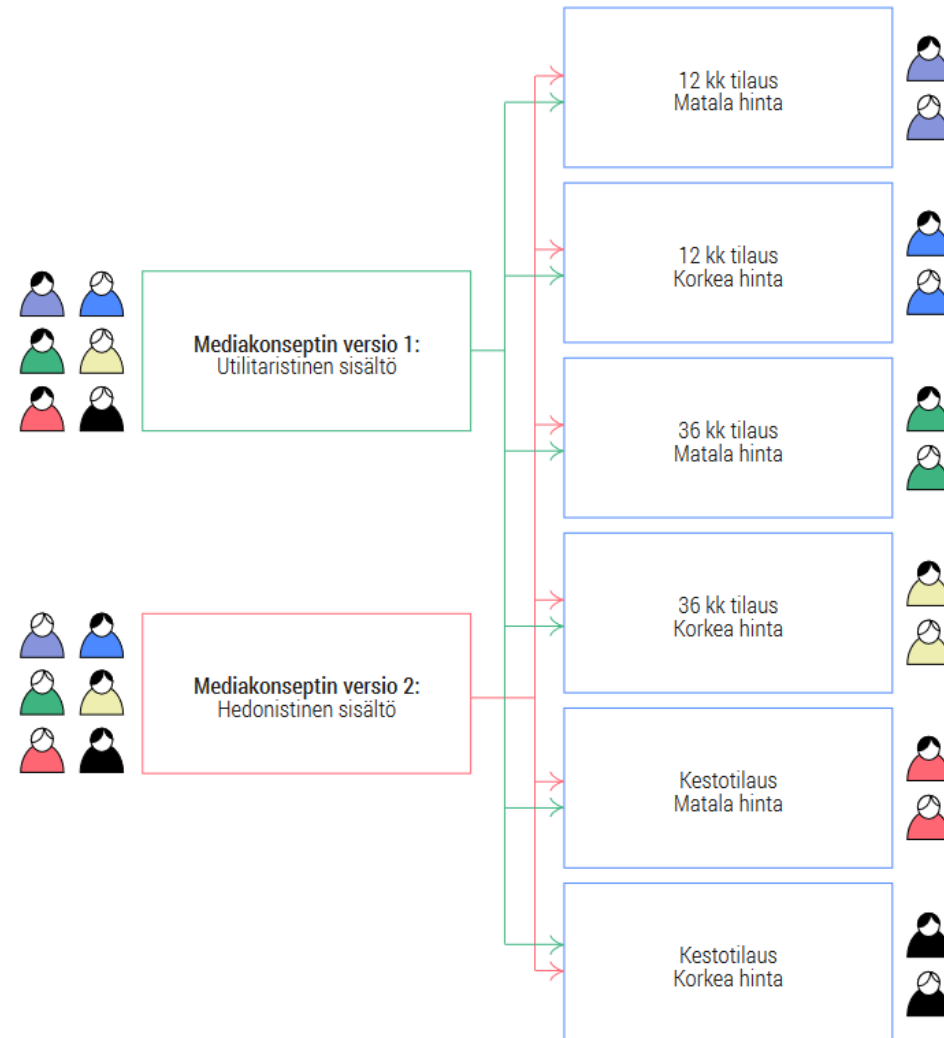 12 kk tilaus
Matala hinta
12 kk tilaus
Korkea hinta
Mediakonseptin versio 1:
Utilitaristinen sisältö
36 kk tilaus
Matala hinta
36 kk tilaus
Korkea hinta
Mediakonseptin versio 2:
Hedonistinen sisältö
Kestotilaus
Matala hinta
Kestotilaus
Korkea hinta